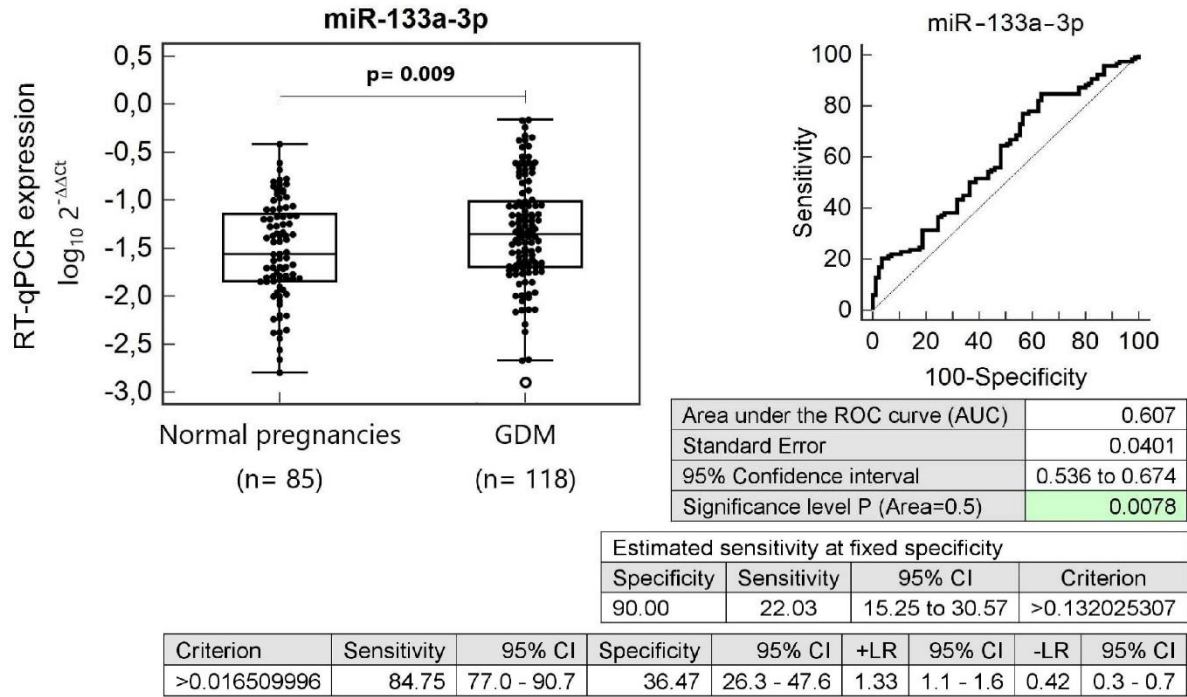 miR-133a-3p
p= 0.009
RT-qPCR expression
log₁₀ 2^-ΔΔCt
0,5
0,0
-0,5
-1,0
-1,5
-2,0
-2,5
-3,0
Normal pregnancies GDM
(n= 85) (n= 118)
miR-133a-3p
Sensitivity
100
80
60
40
20
0
0 20 40 60 80 100
100-Specificity
Area under the ROC curve (AUC) 0.607
Standard Error 0.0401
95% Confidence interval 0.536 to 0.674
Significance level P (Area=0.5) 0.0078
Estimated sensitivity at fixed specificity
Specificity Sensitivity 95% CI Criterion
90.00 22.03 15.25 to 30.57 >0.132025307
Criterion Sensitivity 95% CI Specificity 95% CI +LR 95% CI -LR 95% CI
>0.016509996 84.75 77.0 - 90.7 36.47 26.3 - 47.6 1.33 1.1 - 1.6 0.42 0.3 - 0.7